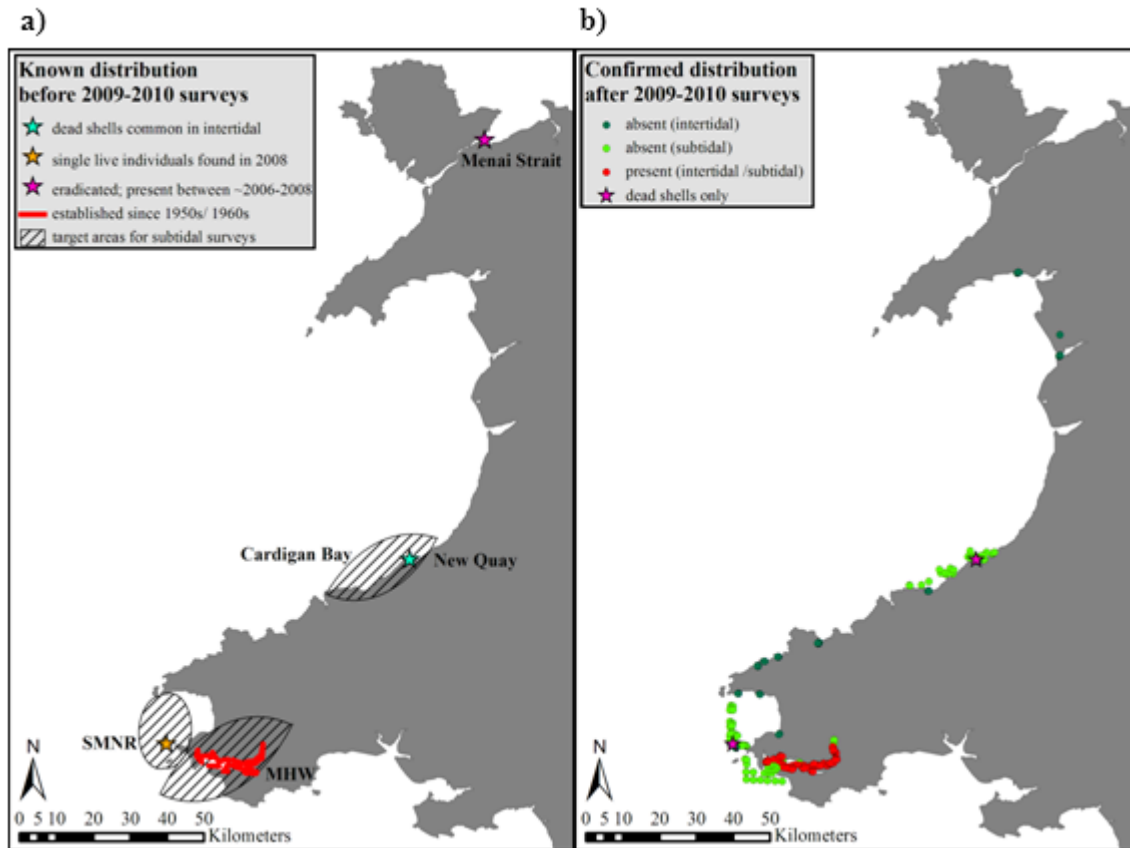 a)
Known distribution
before 2009-2010 surveys
dead shells common in intertidal
single live individuals found in 2008
eradicated; present between ~2006-2008
established since 1950s/ 1960s
target areas for subtidal surveys
Menai Strait
Cardigan Bay
New Quay
SMNR
MHW
N
0 5 10 20 30 40 50
Kilometers
b)
Confirmed distribution
after 2009-2010 surveys
absent (intertidal)
absent (subtidal)
present (intertidal /subtidal)
dead shells only
N
0 5 10 20 30 40 50
Kilometers